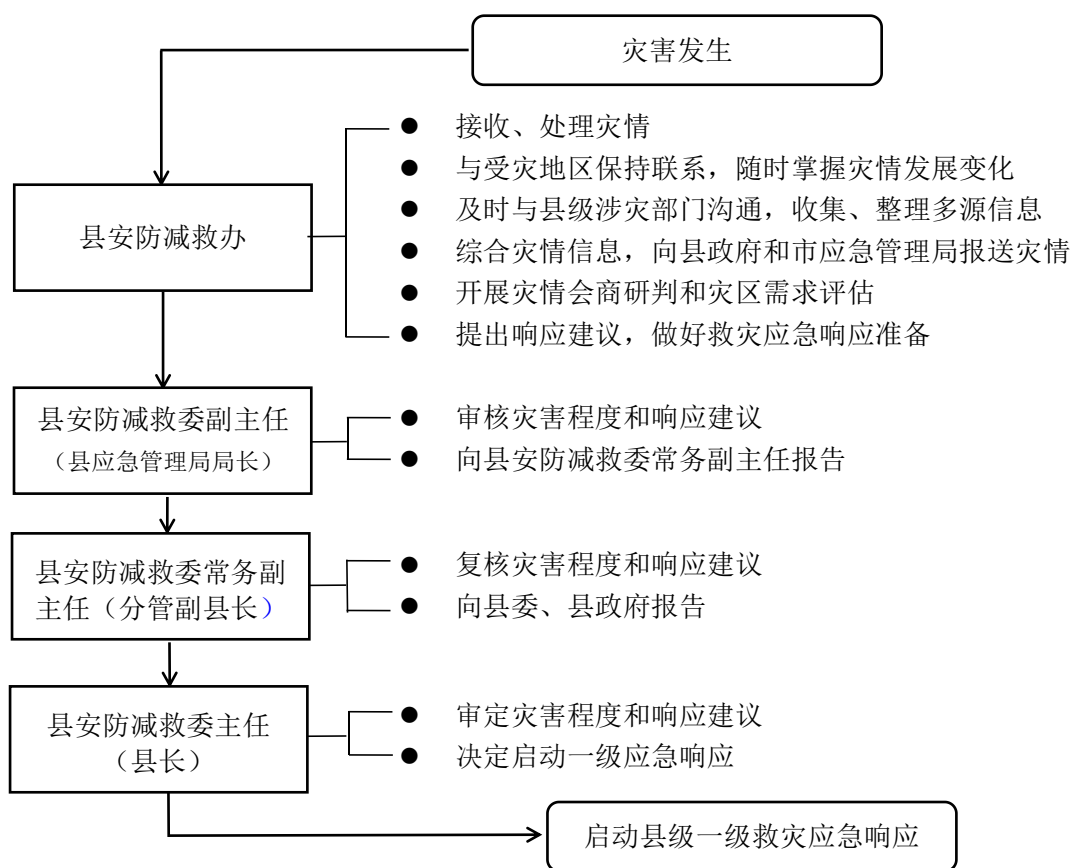 灾害发生
县安防减救办
● 接收、处理灾情
● 与受灾地区保持联系，随时掌握灾情发展变化
● 及时与县级涉灾部门沟通，收集、整理多源信息
● 综合灾情信息，向县政府和市应急管理局报送灾情
● 开展灾情会商研判和灾区需求评估
● 提出响应建议，做好救灾应急响应准备
县安防减救委副主任
（县应急管理局局长）
● 审核灾害程度和响应建议
● 向县安防减救委常务副主任报告
县安防减救委常务副
主任（分管副县长）
● 复核灾害程度和响应建议
● 向县委、县政府报告
县安防减救委主任
（县长）
● 审定灾害程度和响应建议
● 决定启动一级应急响应
启动县级一级救灾应急响应